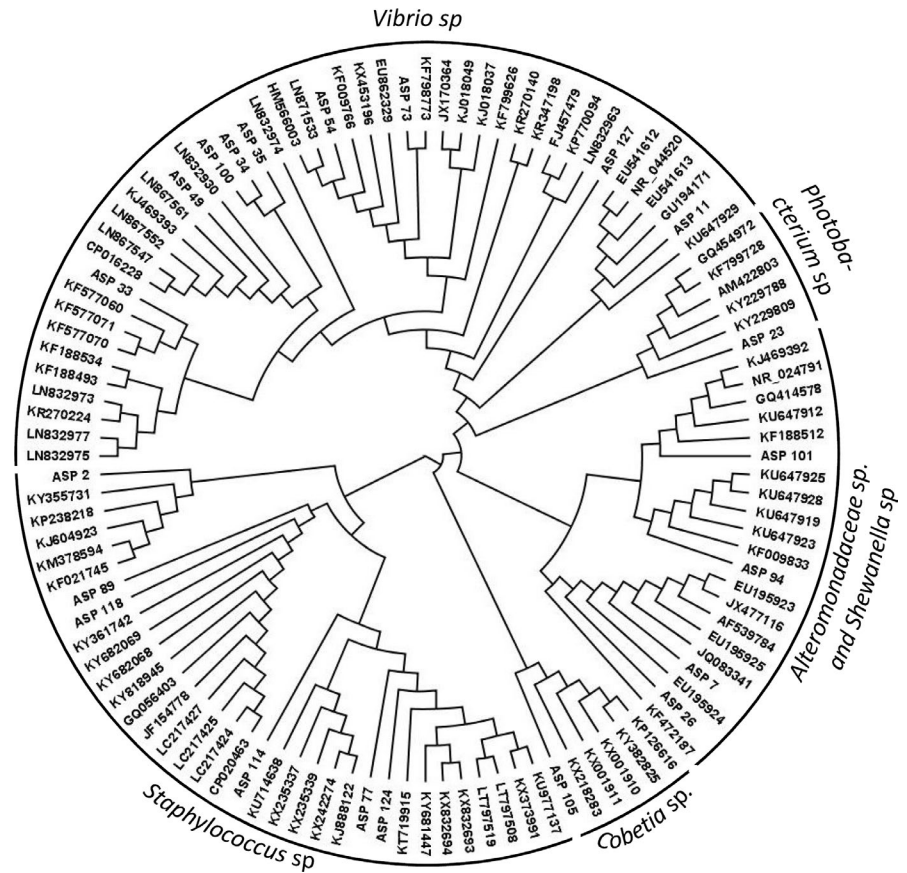 Vibrio sp
Photoba-
cterium sp
Alteromonadaceae sp.
and Shewanella sp
Cobetia sp.
Staphylococcus sp
KF798773
JX170364
KJ018049
KJ018037
KF799626
KR270140
KR347198
FJ457479
KP770094
LN832963
ASP 127
EU541612
NR_044520
EU541613
GU194171
ASP 11
KU647929
GQ454972
KF799728
AM422803
KY229788
KY229809
ASP 23
KJ469392
NR_024791
GQ414578
KU647912
KF188512
ASP 101
KU647925
KU647928
KU647919
KU647923
KF009833
ASP 94
EU195923
JX477116
AF539784
EU195925
JQ083341
ASP 7
EU195924
ASP 26
KF472187
KP126616
KY382825
KX001910
KX001911
KX218283
ASP 105
KU977137
KX373991
LT797508
LT797519
KX832693
KX832694
KY681447
KT719915
ASP 124
ASP 77
KJ888122
KX242274
KX235339
KX235337
KU714638
ASP 114
CP020463
LC217424
LC217425
LC217427
JF154778
GQ056403
KY818945
KY682068
KY682069
KY361742
ASP 118
ASP 89
KF021745
KM378594
KJ604923
KP238218
KY355731
ASP 2
LN832975
LN832977
KR270224
LN832973
KF188493
KF188534
KF577070
KF577071
KF577060
ASP 33
CP016228
LN867547
LN867552
KJ469393
LN867561
ASP 49
LN832930
ASP 100
ASP 34
ASP 35
LN832974
HM566003
LN871533
ASP 54
KF009766
KX453196
EU862329
ASP 73